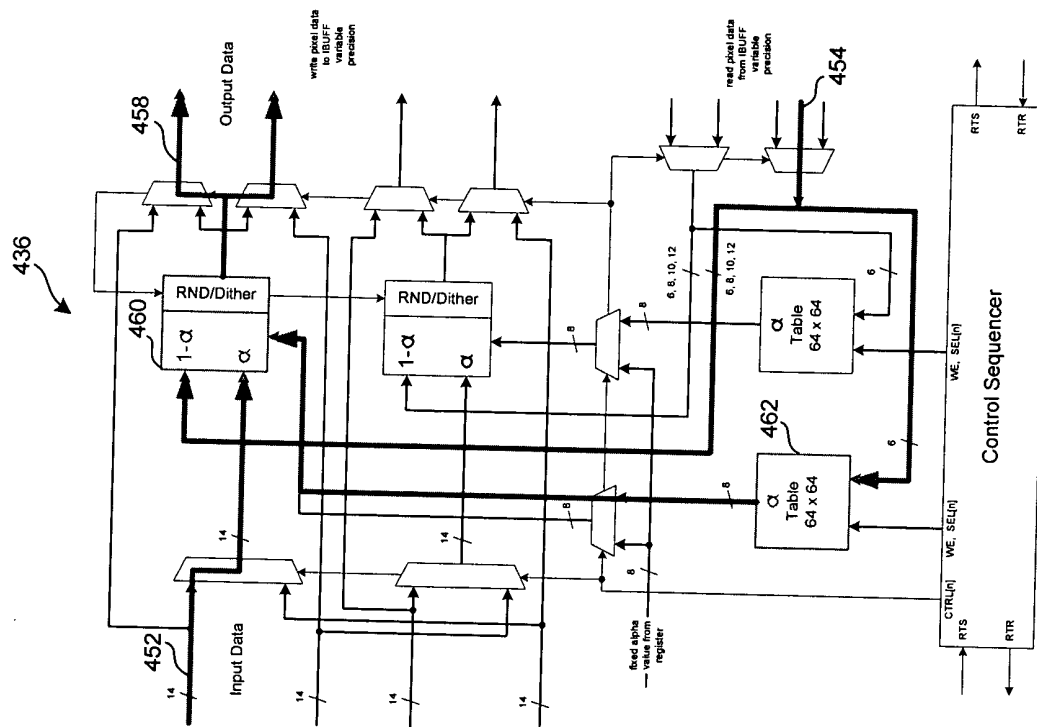 436
452
14
Input Data
14
14
14
14
14
460
1-α
α
RND/Dither
1-α
α
RND/Dither
458
Output Data
write pixel data
to IBUFF
variable
precision
read pixel data
from IBUFF
variable
precision
454
6, 8, 10, 12
6, 8, 10, 12
8
8
8
8
8
fixed alpha
value from
register
462
α
Table
64 x 64
α
Table
64 x 64
6
6
CTRL[n]
WE, SEL[n]
WE, SEL[n]
RTS
RTR
Control Sequencer
RTS
RTR